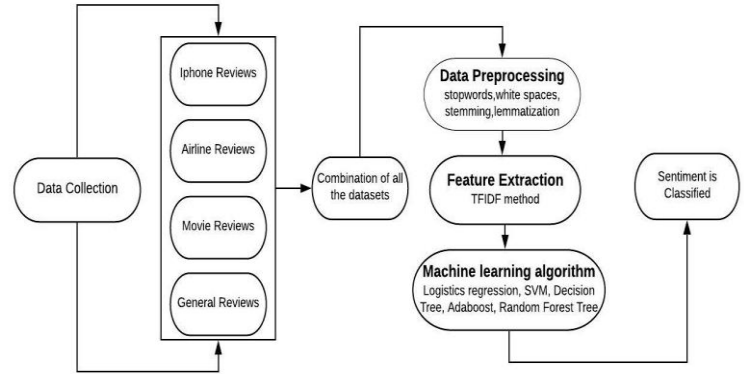 Data Collection
Iphone Reviews
Airline Reviews
Movie Reviews
General Reviews
Combination of all
the datasets
Data Preprocessing
stopwords,white spaces,
stemming,lemmatization
Feature Extraction
TFIDF method
Machine learning algorithm
Logistics regression, SVM, Decision
Tree, Adaboost, Random Forest Tree
Sentiment is
Classified